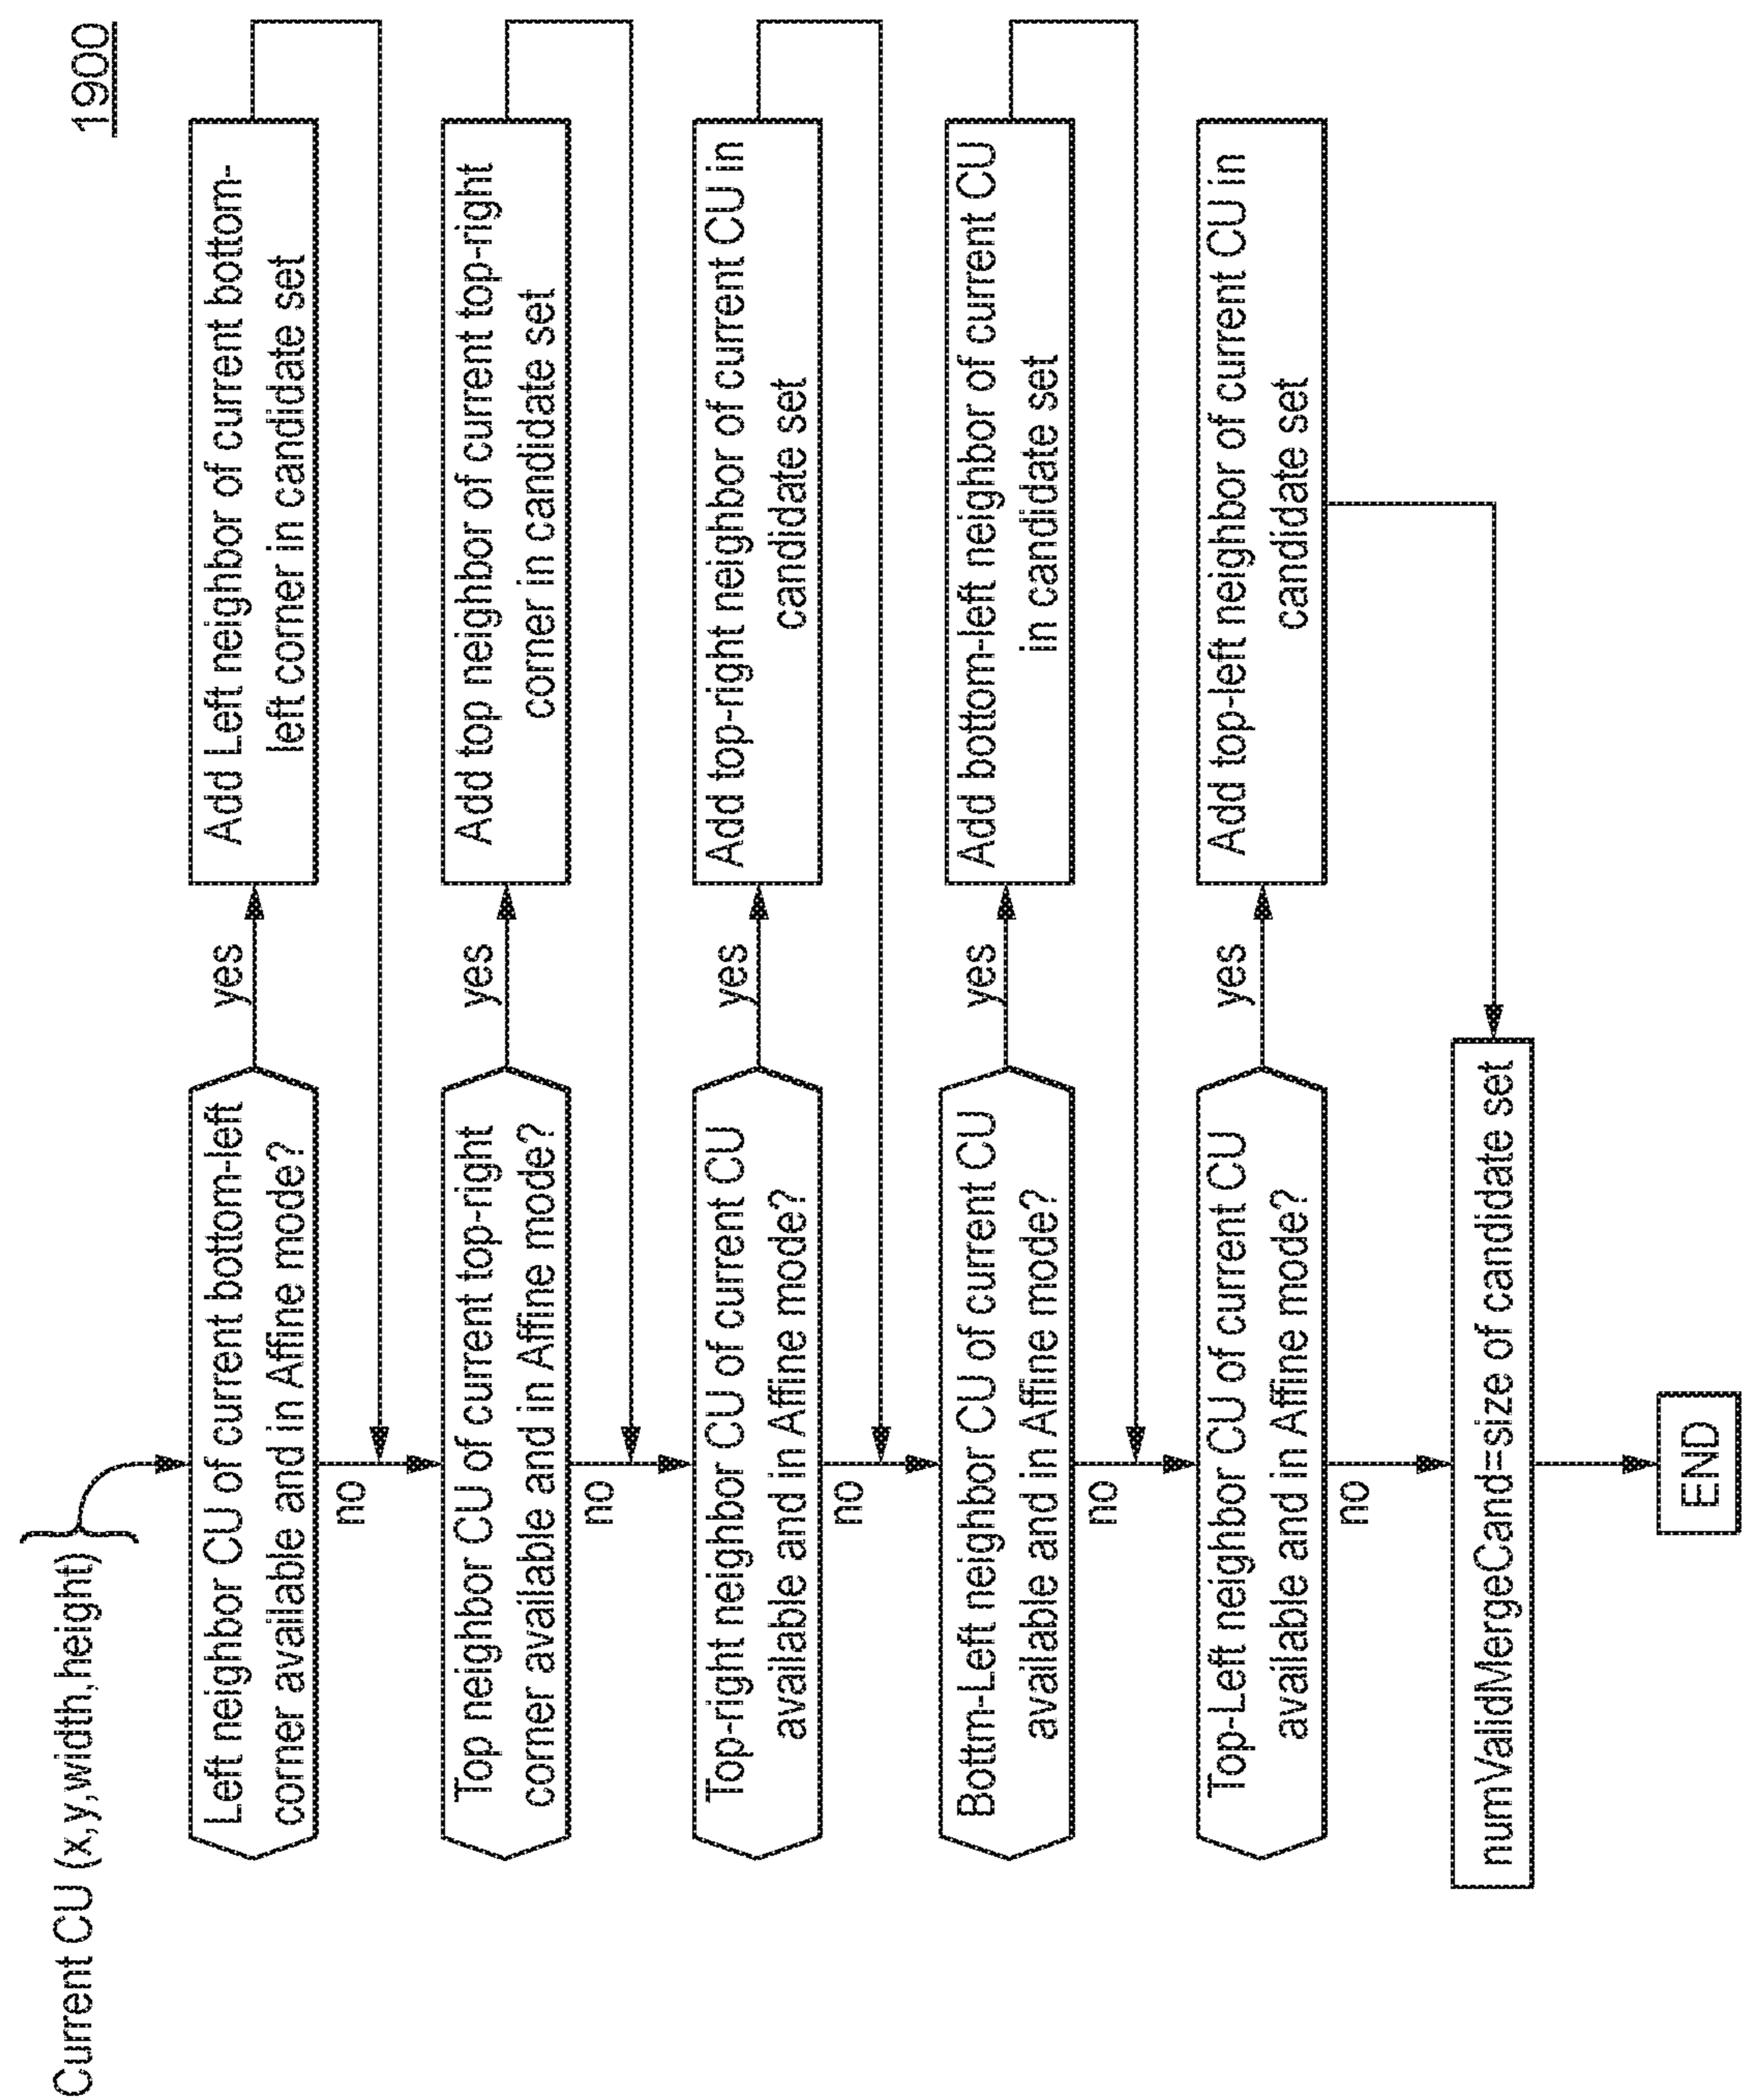 1900
Current CU (x,y,width,height)
Left neighbor CU of current bottom-left
corner available and in Affine mode?
yes
Add Left neighbor of current bottom-
left corner in candidate set
no
Top neighbor CU of current top-right
corner available and in Affine mode?
yes
Add top neighbor of current top-right
corner in candidate set
no
Top-right neighbor CU of current CU
available and in Affine mode?
yes
Add top-right neighbor of current CU in
candidate set
no
Bottm-Left neighbor CU of current CU
available and in Affine mode?
yes
Add bottom-left neighbor of current CU
in candidate set
no
Top-Left neighbor CU of current CU
available and in Affine mode?
yes
Add top-left neighbor of current CU in
candidate set
no
numValidMergeCand=size of candidate set
END